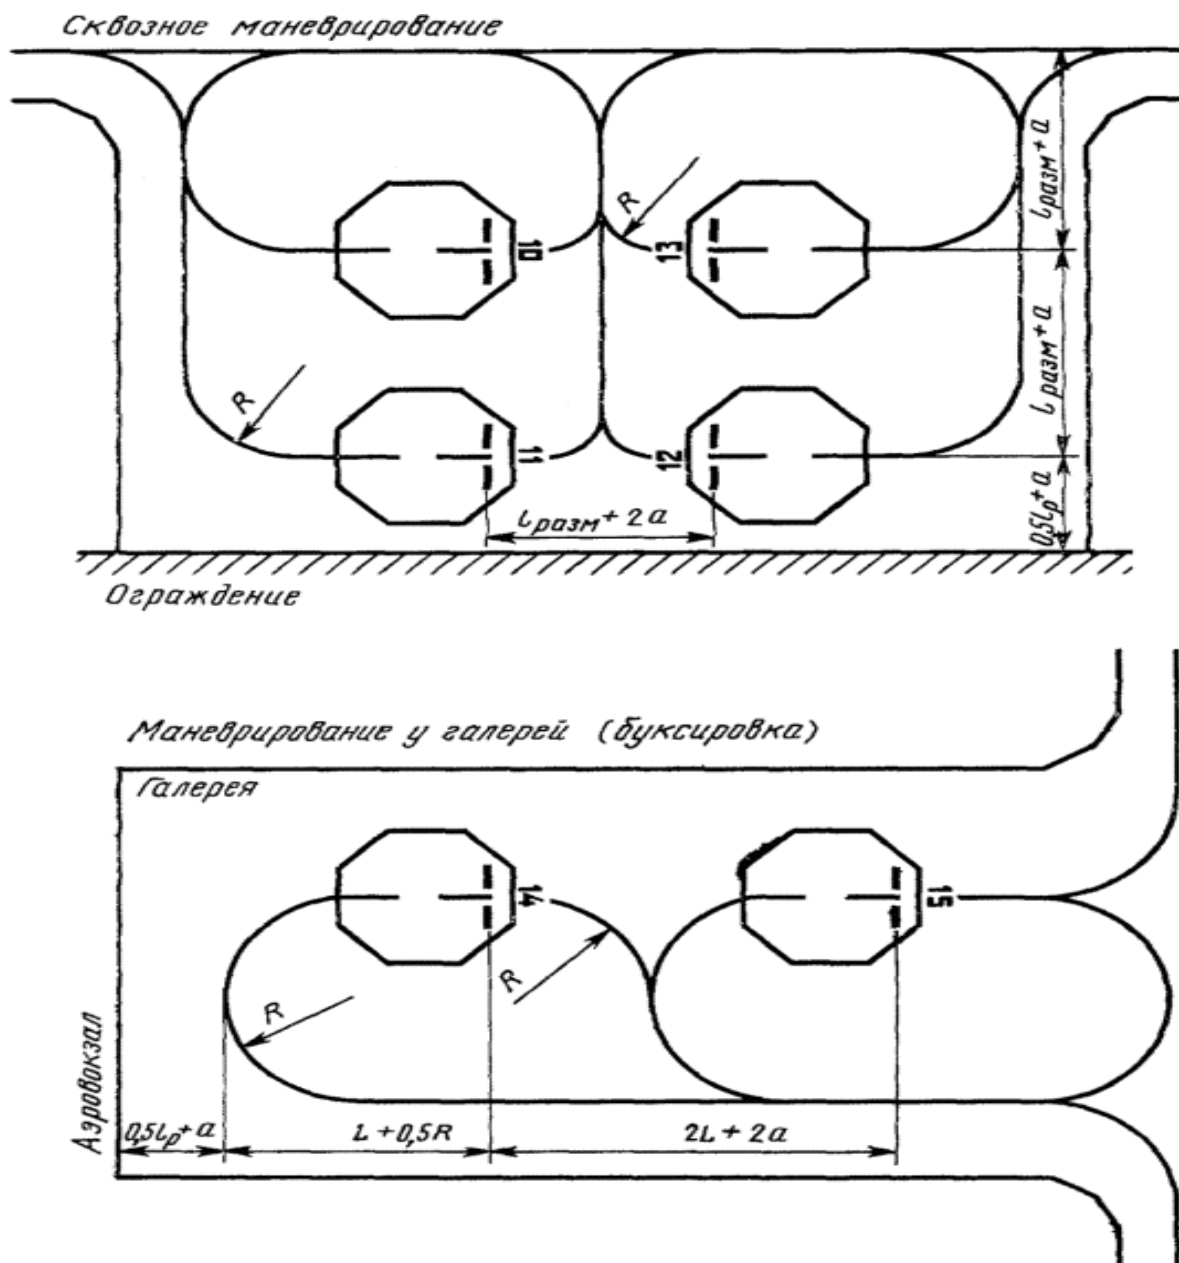 Сквозное маневрирование
R
lразм+a
10
13
R
lразм+a
11
12
lразм+2a
0,5lр+a
Ограждение
Маневрирование у галерей (буксировка)
Галерея
14
15
R
R
Аэровокзал
0,5lр+a
L+0,5R
2L+2a